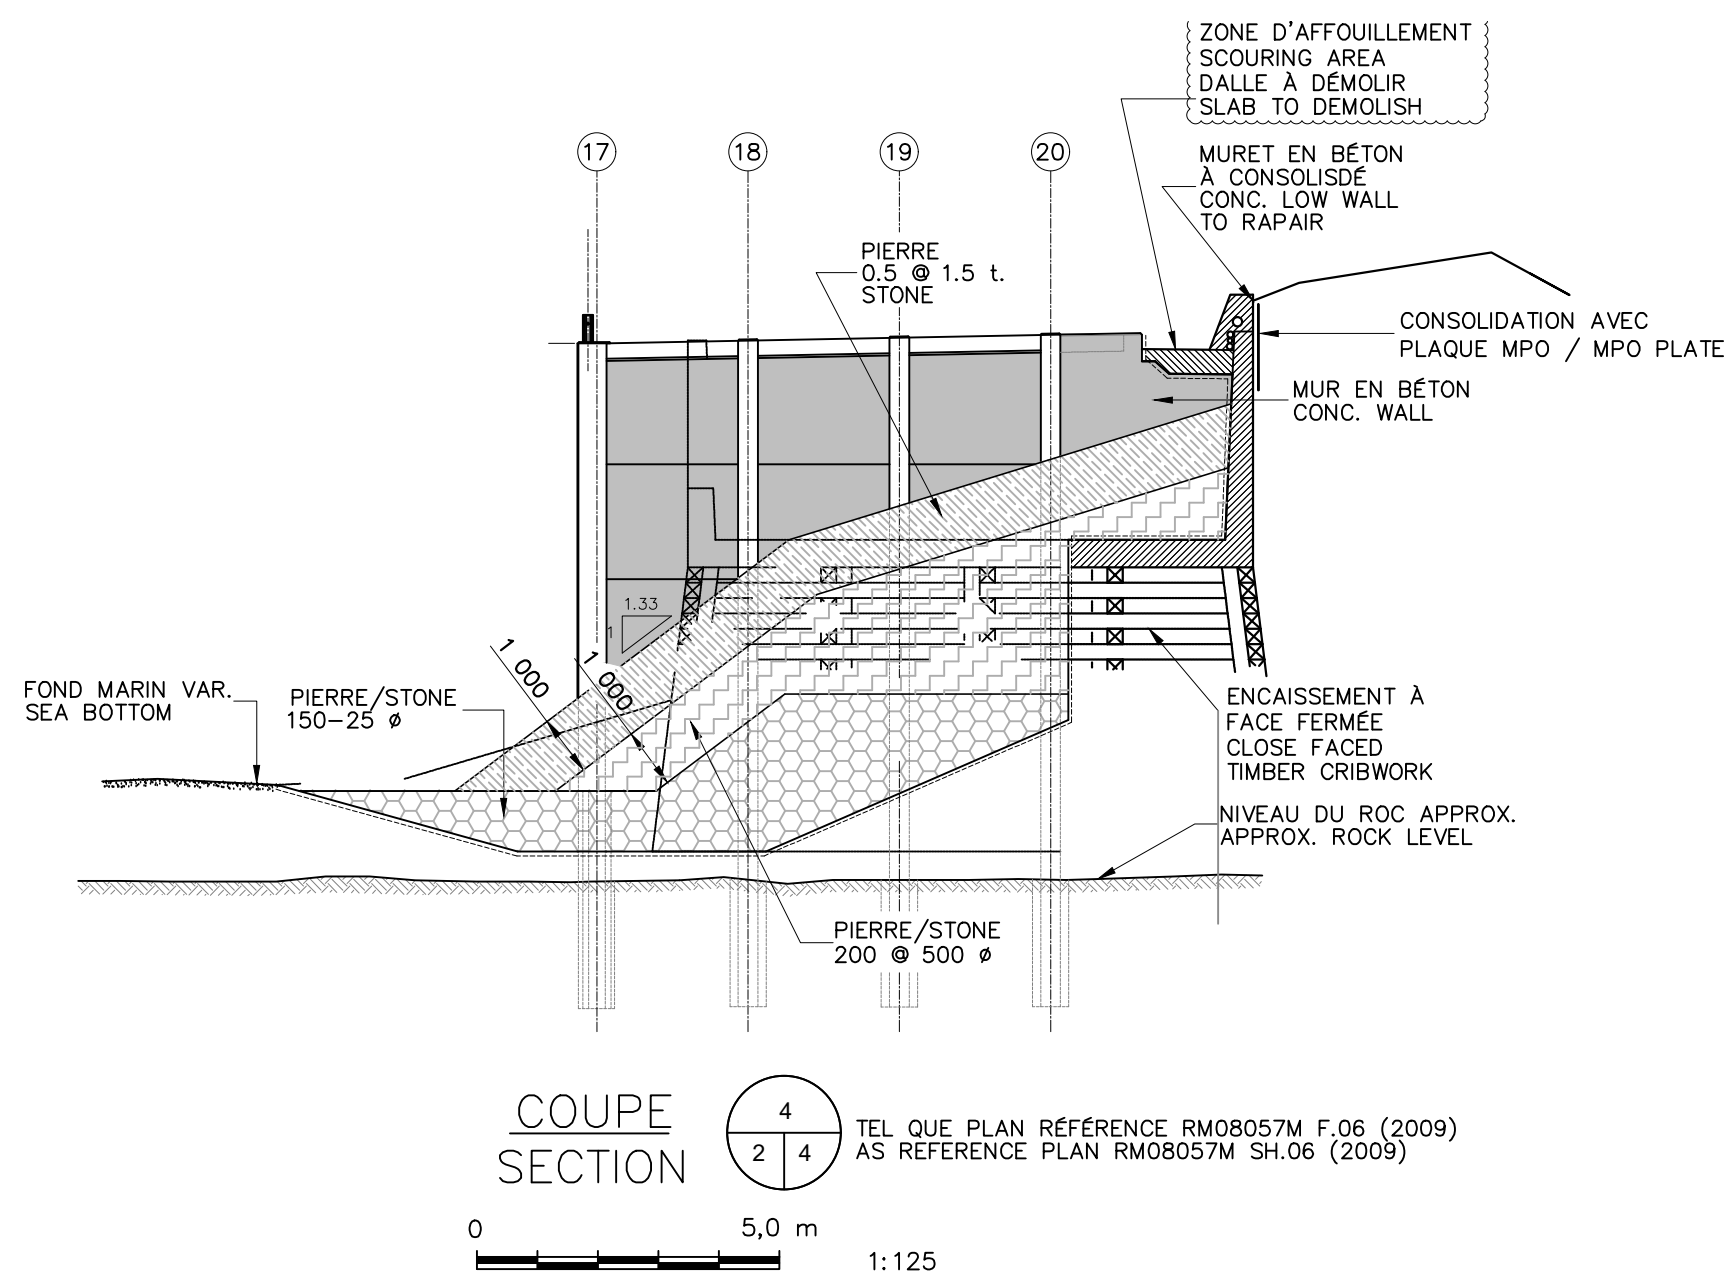 ZONE D'AFFOUILLEMENT
SCOURING AREA
DALLE À DÉMOLIR
SLAB TO DEMOLISH
17
18
19
20
MURET EN BÉTON
À CONSOLISDÉ
CONC. LOW WALL
TO RAPAIR
PIERRE
0.5 @ 1.5 t.
STONE
CONSOLIDATION AVEC
PLAQUE MPO / MPO PLATE
MUR EN BÉTON
CONC. WALL
1.33
1
1 000
1 000
FOND MARIN VAR.
SEA BOTTOM
PIERRE/STONE
150-25 ø
ENCAISSEMENT À
FACE FERMÉE
CLOSE FACED
TIMBER CRIBWORK
NIVEAU DU ROC APPROX.
APPROX. ROCK LEVEL
PIERRE/STONE
200 @ 500 ø
COUPE
SECTION
4
2
4
TEL QUE PLAN RÉFÉRENCE RM08057M F.06 (2009)
AS REFERENCE PLAN RM08057M SH.06 (2009)
0
5,0 m
1:125